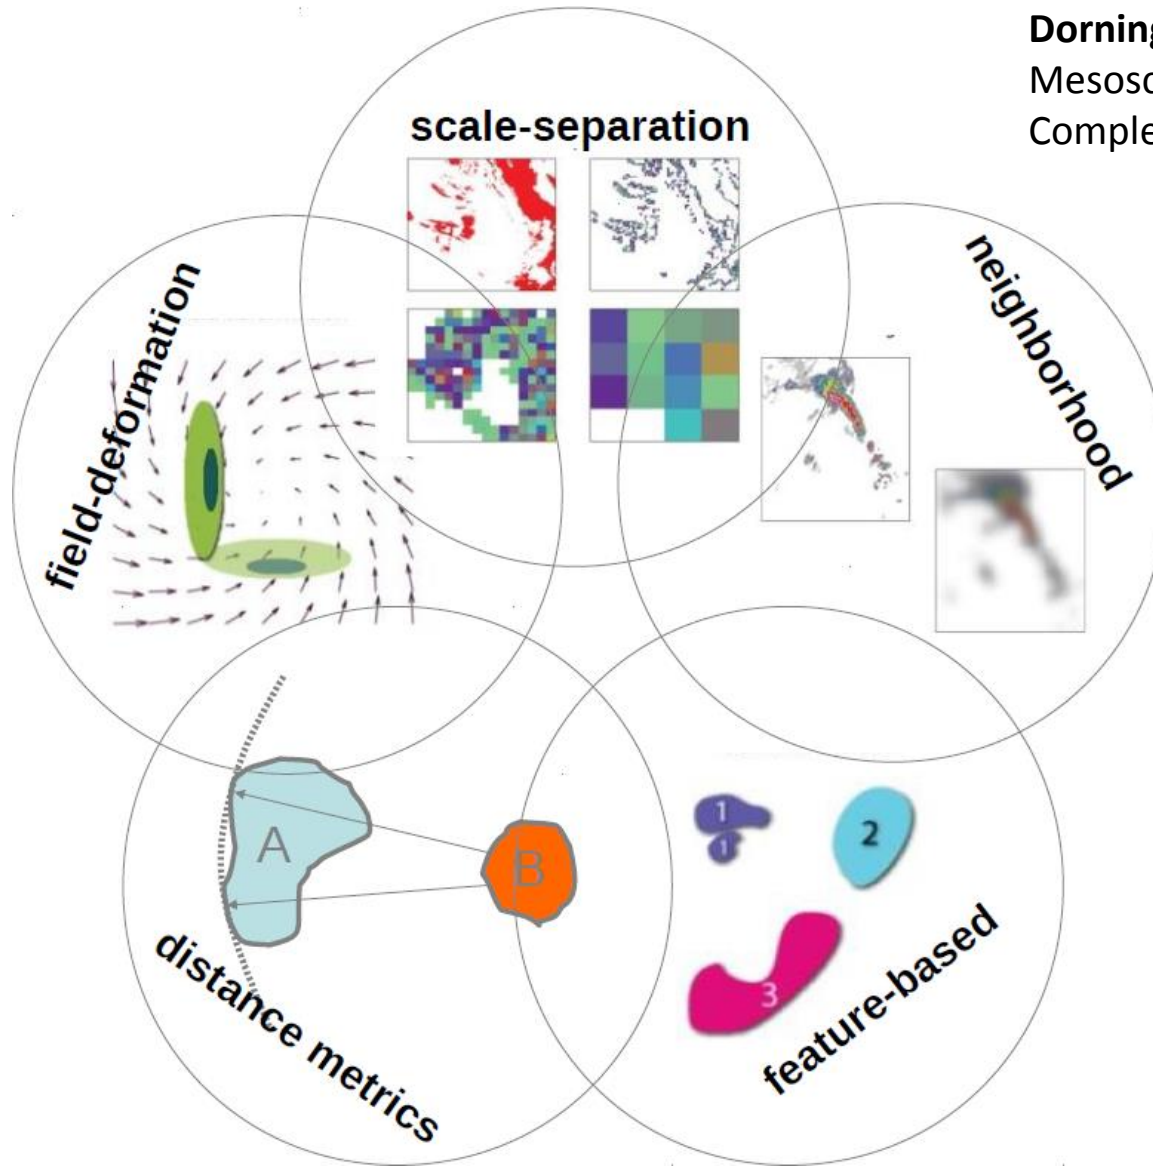 Dorning
Mesosc
Comple
scale-separation
neighborhood
field-deformation
A
B
distance metrics
1
1
2
3
feature-based